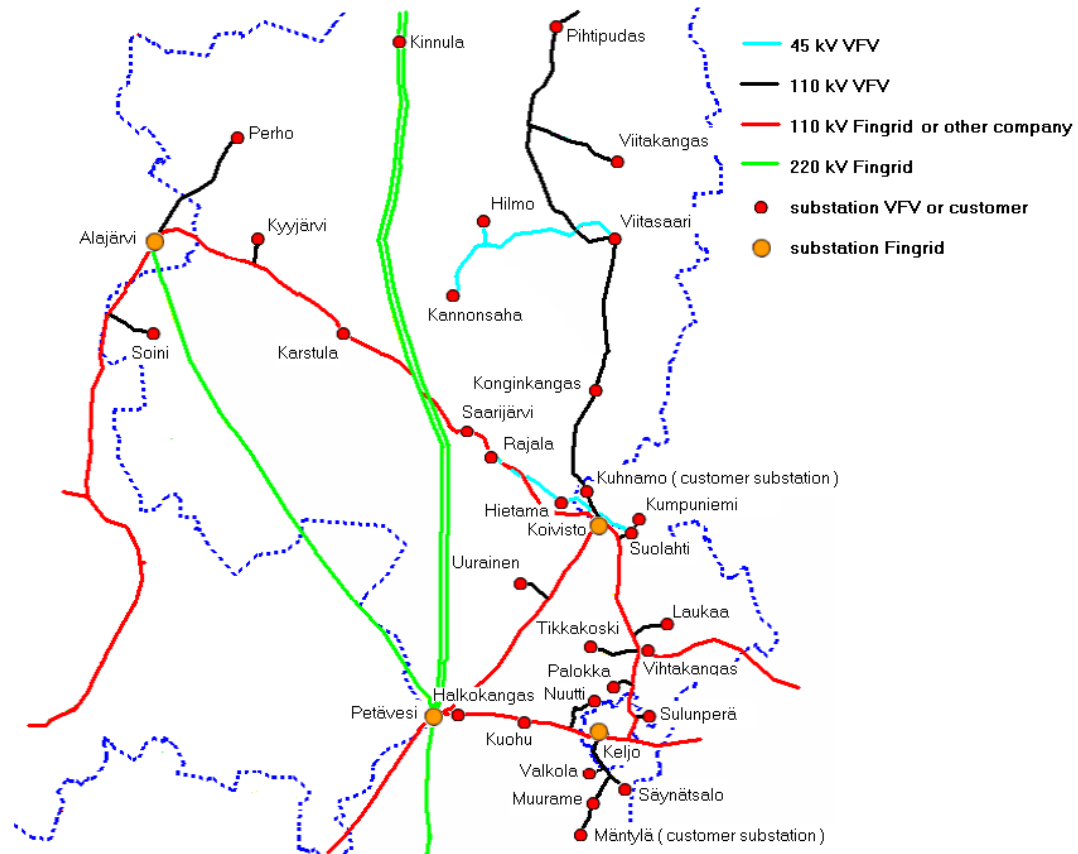 Kinnula
Pihtipudas
45 kV VFV
110 kV VFV
110 kV Fingrid or other company
220 kV Fingrid
substation VFV or customer
substation Fingrid
Perho
Viitakangas
Hilmo
Viitasaari
Kyyjärvi
Alajärvi
Kannonsaha
Soini
Karstula
Konginkangas
Saarijärvi
Rajala
Kuhnamo ( customer substation )
Kumpuniemi
Hietama
Koivisto
Suolahti
Uurainen
Laukaa
Tikkakoski
Vihtakangas
Palokka
Nuutti
Halkokangas
Petävesi
Sulunperä
Kuohu
Keljo
Valkola
Säynätsalo
Muurame
Mäntylä ( customer substation )